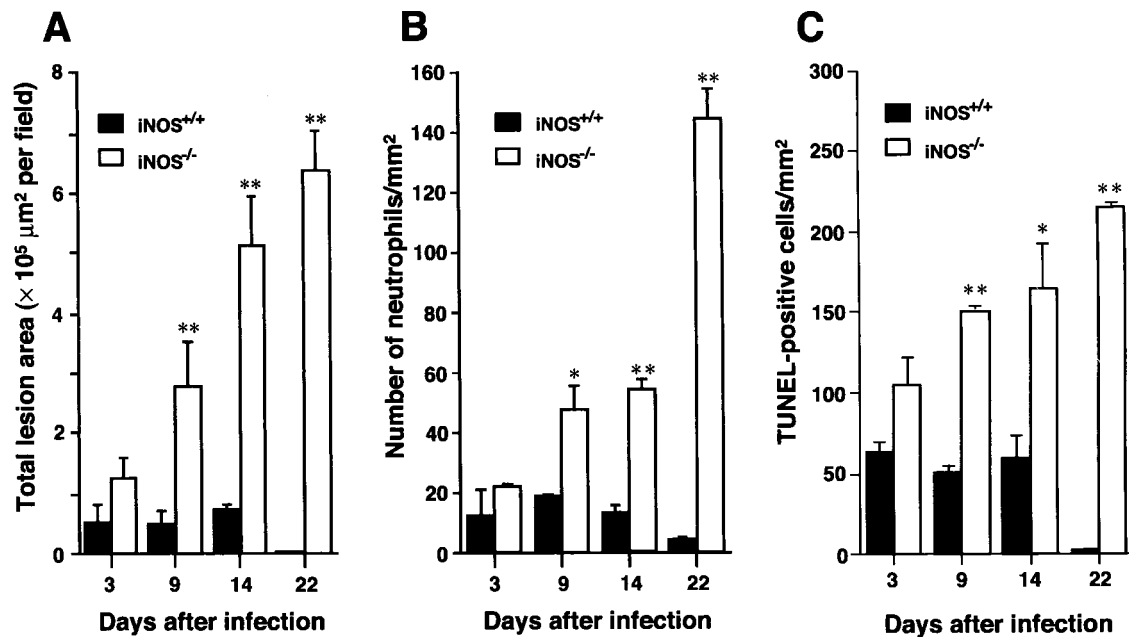 A
Total lesion area (× 10⁵ µm² per field)
8
6
4
2
0
iNOS+/+
iNOS-/-
**
**
**
3 9 14 22
Days after infection
B
Number of neutrophils/mm²
160
140
120
100
80
60
40
20
0
iNOS+/+
iNOS-/-
*
**
**
3 9 14 22
Days after infection
C
TUNEL-positive cells/mm²
300
250
200
150
100
50
0
iNOS+/+
iNOS-/-
**
*
**
3 9 14 22
Days after infection